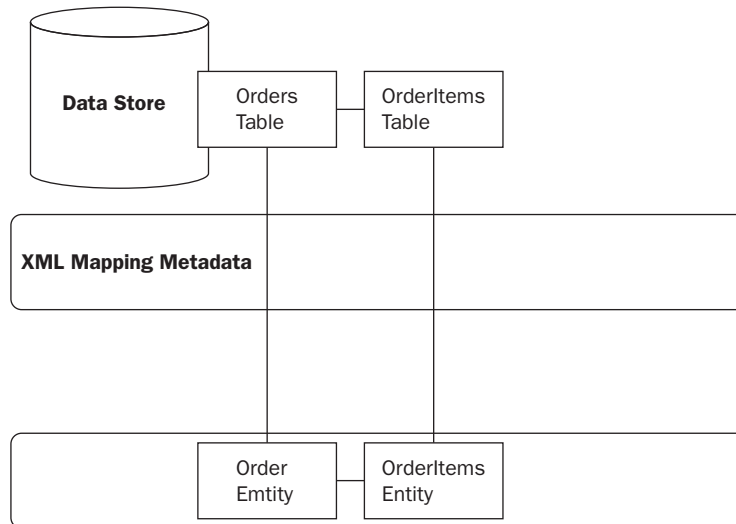 Data Store
Orders
Table
OrderItems
Table
XML Mapping Metadata
Order
Emtity
OrderItems
Entity